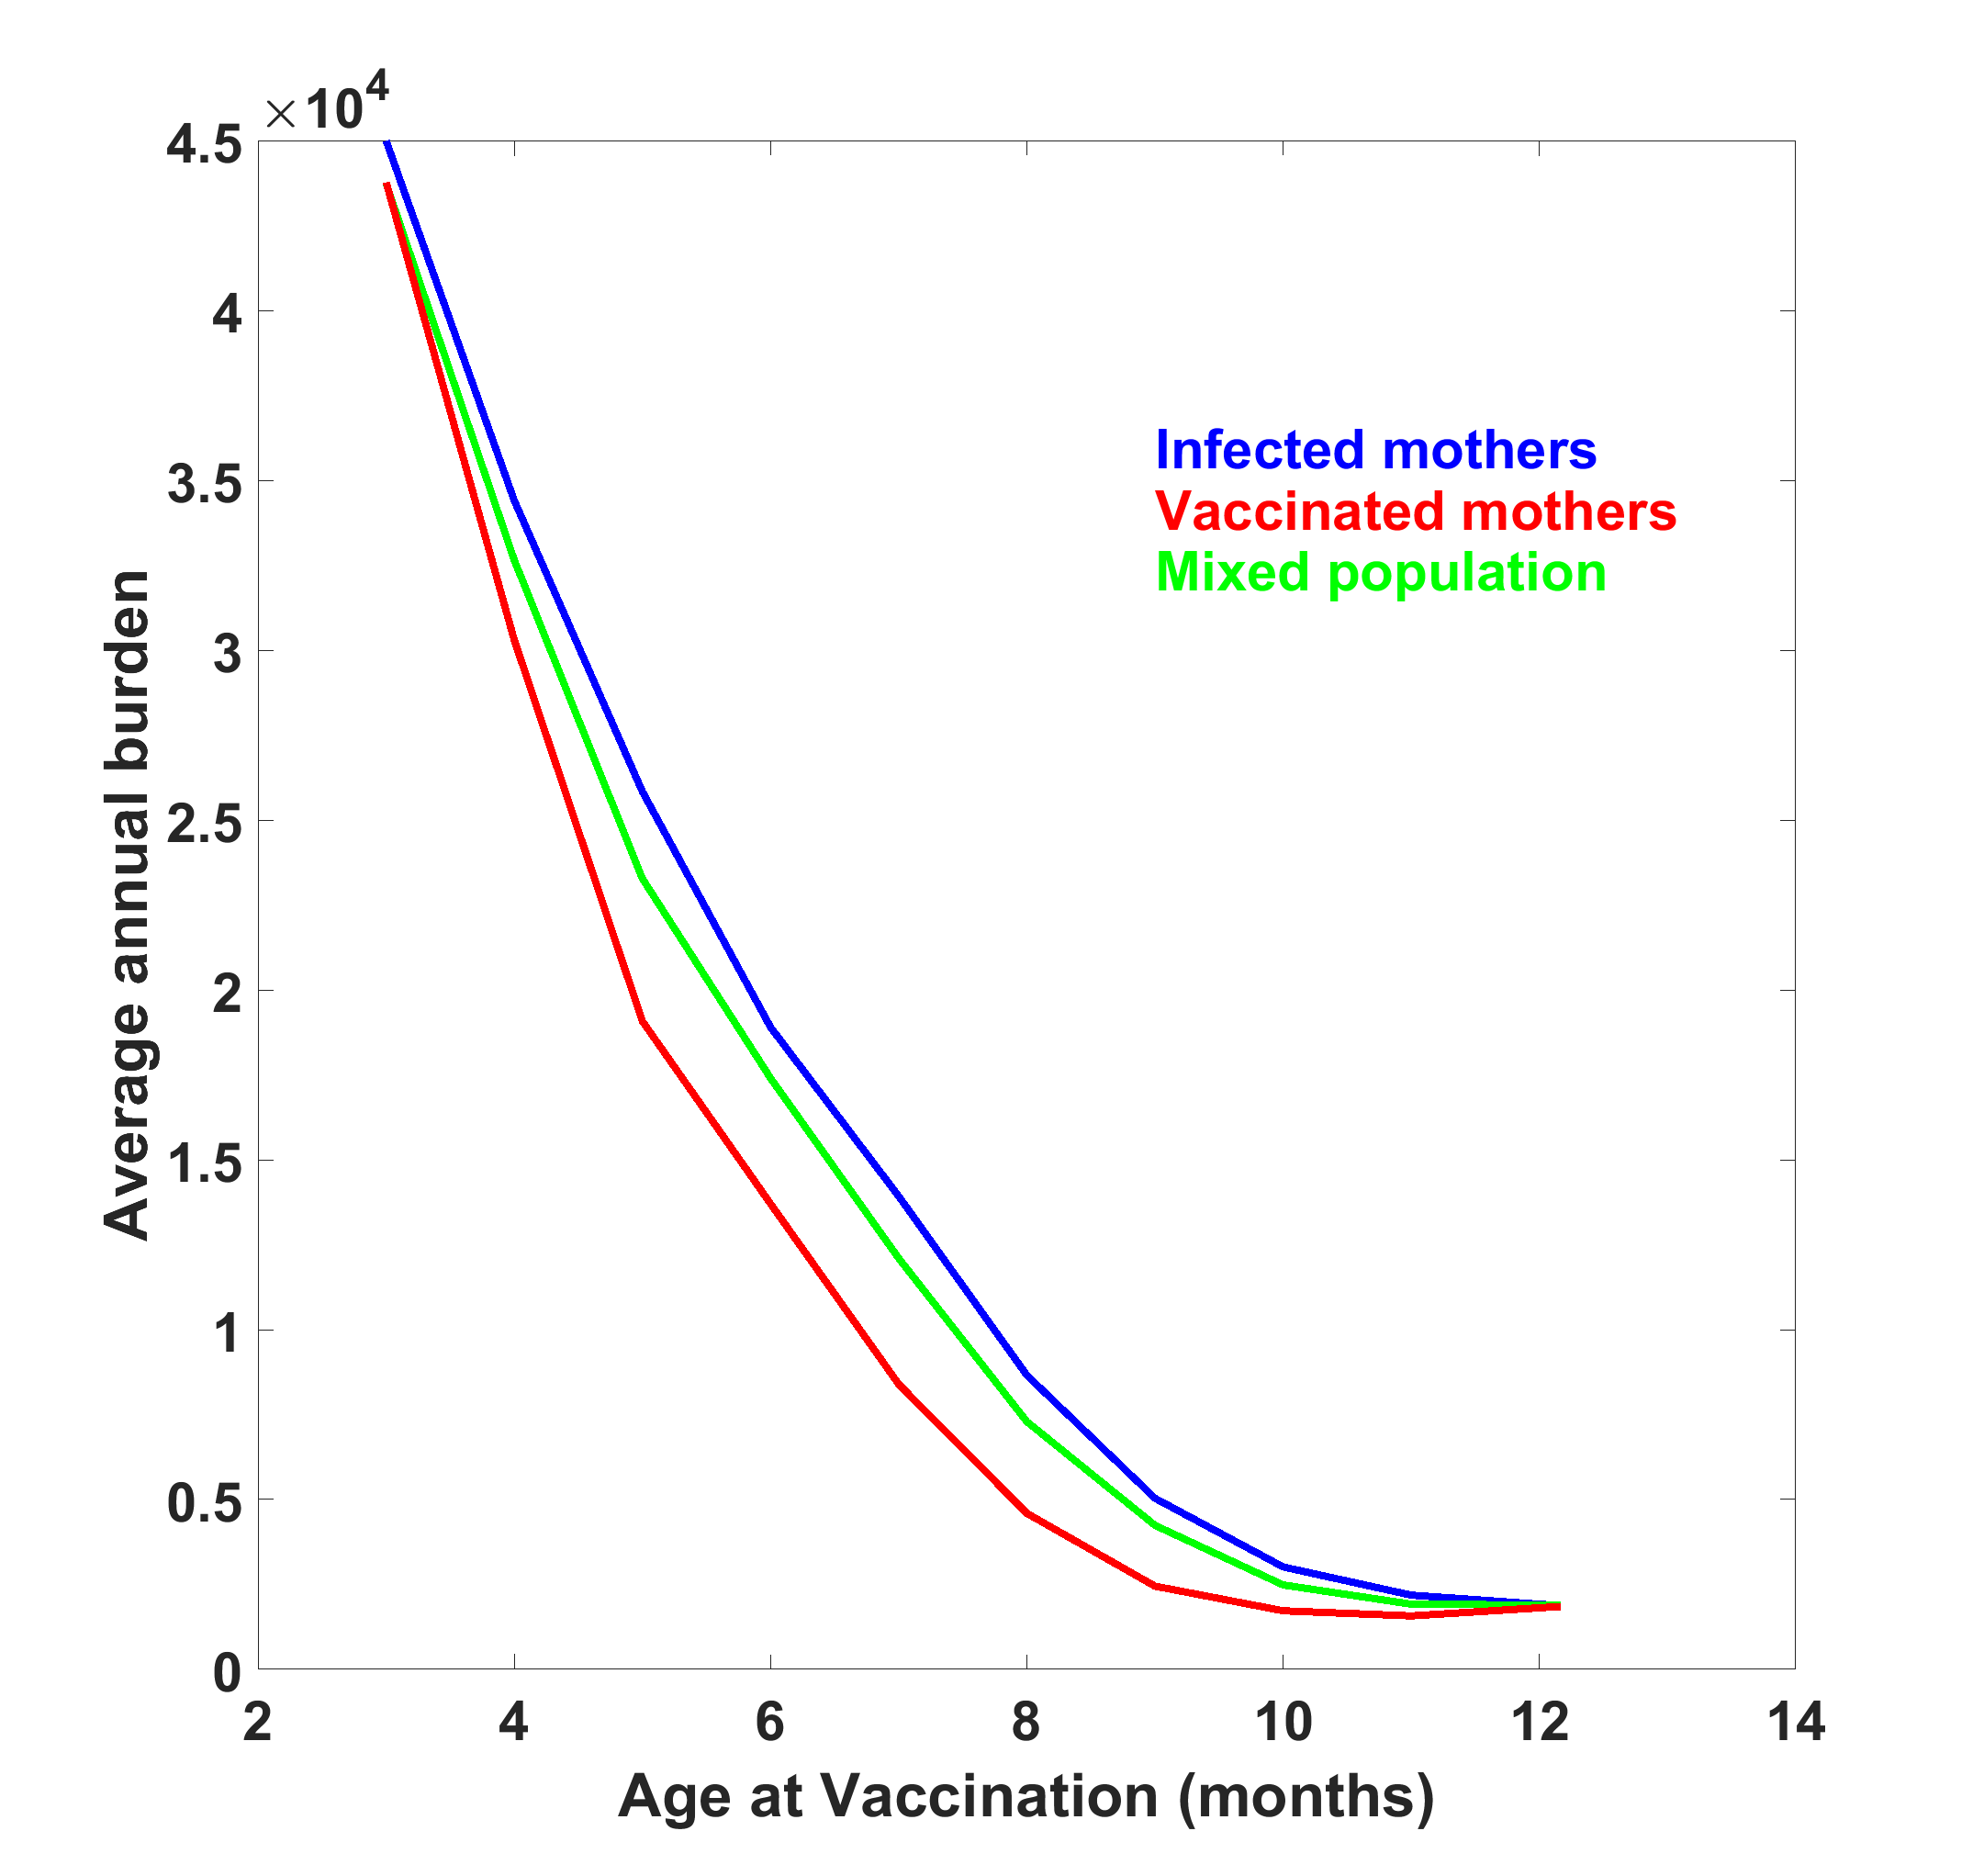 ×10⁴
4.5
4
3.5
3
2.5
2
1.5
1
0.5
0
Average annual burden
Infected mothers
Vaccinated mothers
Mixed population
2 4 6 8 10 12 14
Age at Vaccination (months)